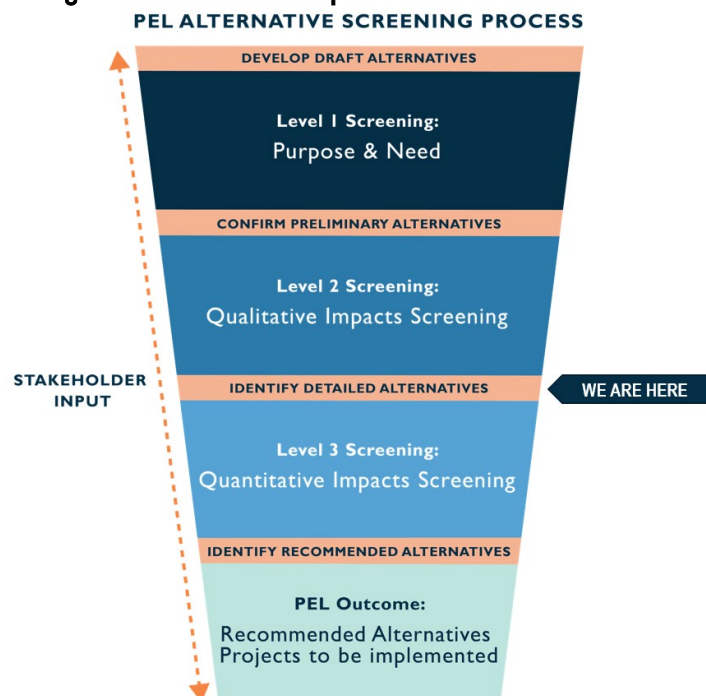 PEL ALTERNATIVE SCREENING PROCESS
DEVELOP DRAFT ALTERNATIVES
Level 1 Screening:
Purpose & Need
CONFIRM PRELIMINARY ALTERNATIVES
Level 2 Screening:
Qualitative Impacts Screening
STAKEHOLDER
INPUT
IDENTIFY DETAILED ALTERNATIVES
WE ARE HERE
Level 3 Screening:
Quantitative Impacts Screening
IDENTIFY RECOMMENDED ALTERNATIVES
PEL Outcome:
Recommended Alternatives
Projects to be implemented